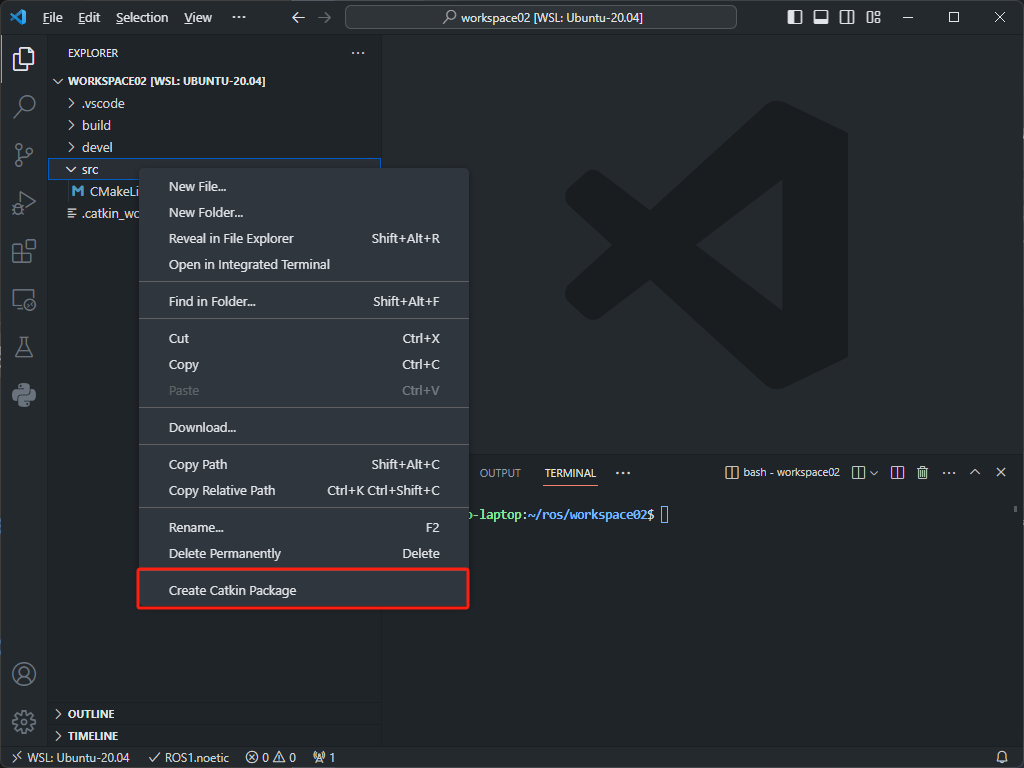 File Edit Selection View ··· workspace02 [WSL: Ubuntu-20.04]
EXPLORER
WORKSPACE02 [WSL: UBUNTU-20.04]
.vscode
build
devel
src
CMakeLi
.catkin_wo
New File...
New Folder...
Reveal in File Explorer Shift+Alt+R
Open in Integrated Terminal
Find in Folder... Shift+Alt+F
Cut Ctrl+X
Copy Ctrl+C
Paste Ctrl+V
Download...
Copy Path Shift+Alt+C
Copy Relative Path Ctrl+K Ctrl+Shift+C
Rename... F2
Delete Permanently Delete
Create Catkin Package
OUTPUT TERMINAL ··· bash - workspace02
-laptop:~/ros/workspace02$
OUTLINE
TIMELINE
WSL: Ubuntu-20.04 ROS1.noetic 0 0 1